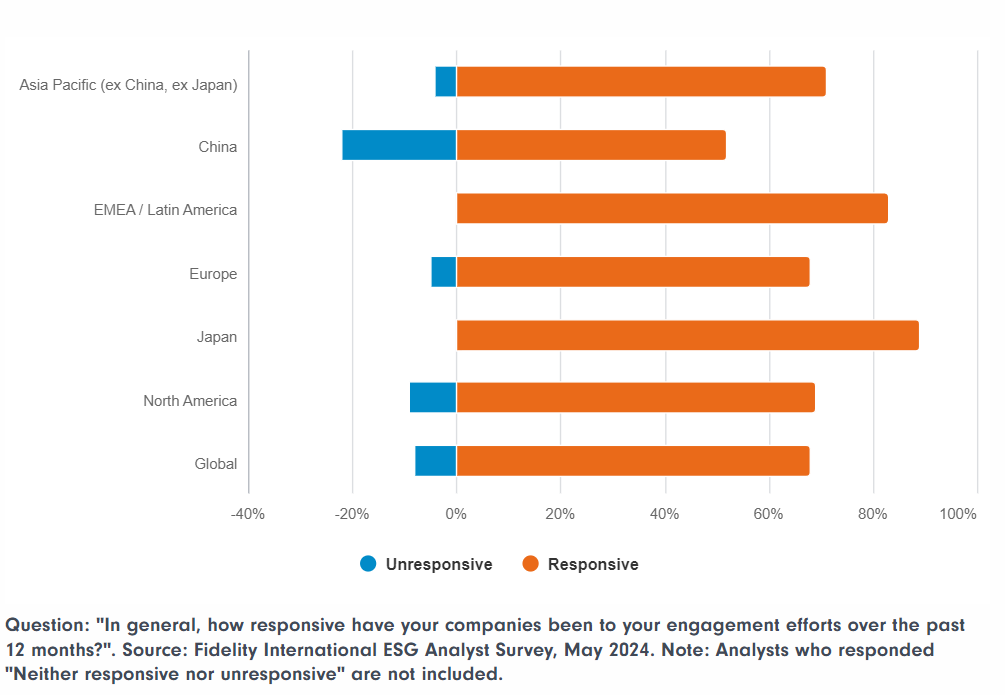 Asia Pacific (ex China, ex Japan)
China
EMEA / Latin America
Europe
Japan
North America
Global
-40% -20% 0% 20% 40% 60% 80% 100%
Unresponsive Responsive
Question: "In general, how responsive have your companies been to your engagement efforts over the past
12 months?". Source: Fidelity International ESG Analyst Survey, May 2024. Note: Analysts who responded
"Neither responsive nor unresponsive" are not included.